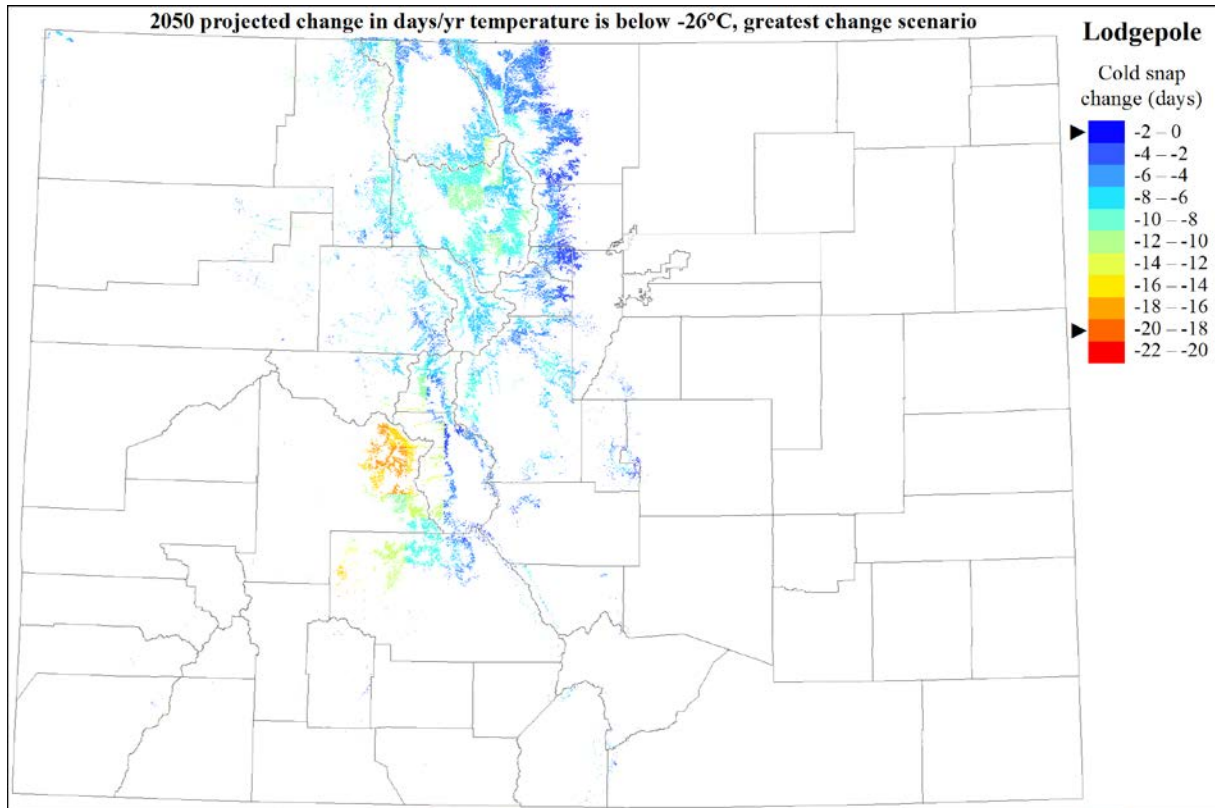 2050 projected change in days/yr temperature is below -26°C, greatest change scenario
Lodgepole
Cold snap
change (days)
-2 – 0
-4 – -2
-6 – -4
-8 – -6
-10 – -8
-12 – -10
-14 – -12
-16 – -14
-18 – -16
-20 – -18
-22 – -20